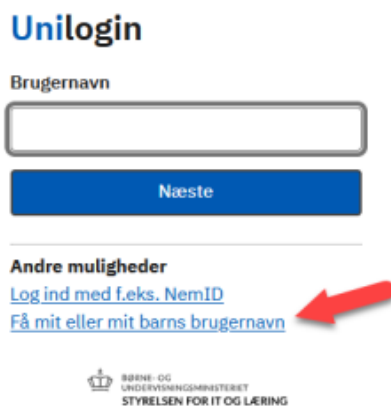 Unilogin
Brugernavn
Næste
Andre muligheder
Log ind med f.eks. NemID
Få mit eller mit barns brugernavn
BØRNE- OG
UNDERVISNINGSMINISTERIET
STYRELSEN FOR IT OG LÆRING